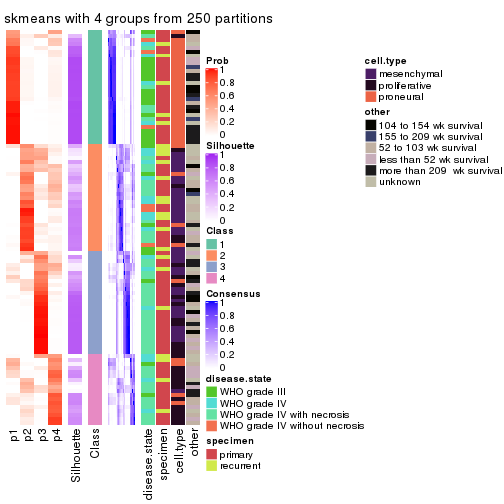 skmeans with 4 groups from 250 partitions
Prob
1
0.8
0.6
0.4
0.2
0
Silhouette
1
0.8
0.6
0.4
0.2
0
Class
1
2
3
4
Consensus
1
0.8
0.6
0.4
0.2
0
disease.state
WHO grade III
WHO grade IV
WHO grade IV with necrosis
WHO grade IV without necrosis
specimen
primary
recurrent
cell.type
mesenchymal
proliferative
proneural
other
104 to 154 wk survival
155 to 209 wk survival
52 to 103 wk survival
less than 52 wk survival
more than 209  wk survival
unknown
p1
p2
p3
p4
Silhouette
Class
disease.state
specimen
cell.type
other